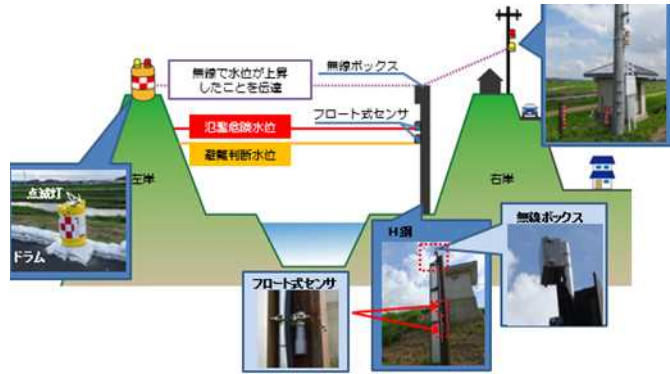 無線で水位が上昇
したことを伝達
無線ボックス
フロート式センサ
氾濫危険水位
避難判断水位
左岸
右岸
点滅灯
ドラム
H鋼
無線ボックス
フロート式センサ